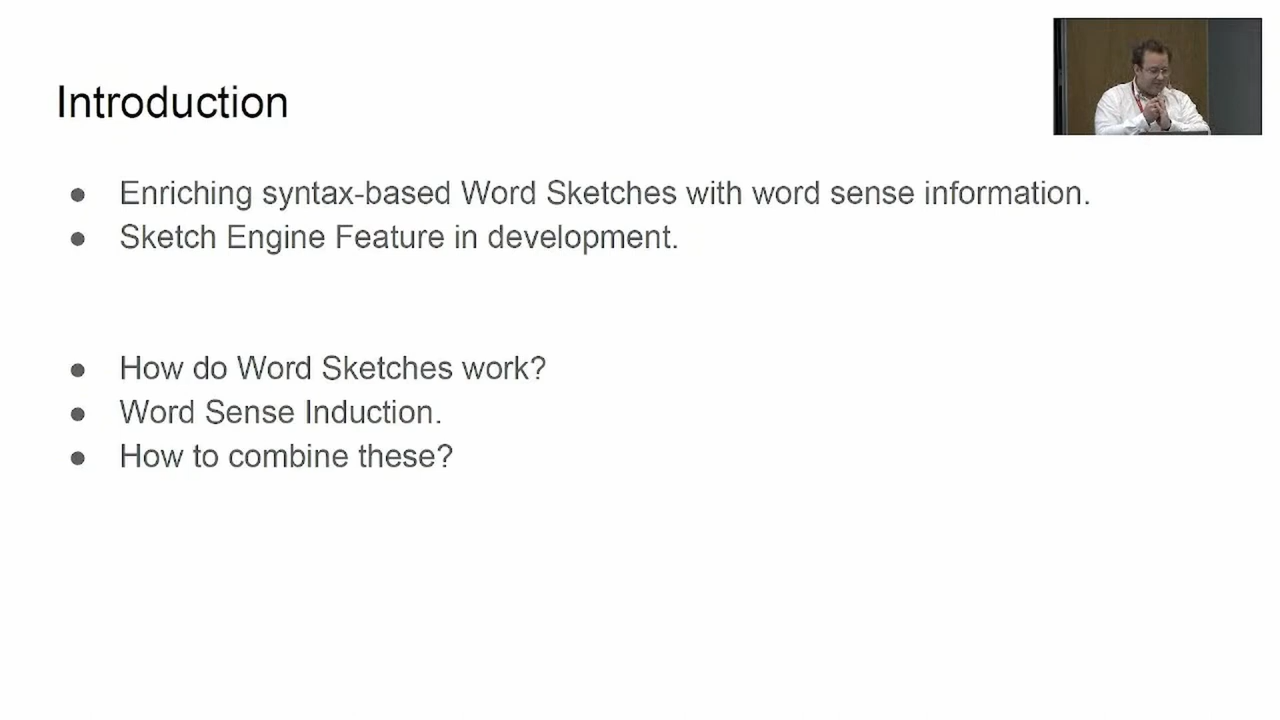 Introduction
● Enriching syntax-based Word Sketches with word sense information.
● Sketch Engine Feature in development.
● How do Word Sketches work?
● Word Sense Induction.
● How to combine these?